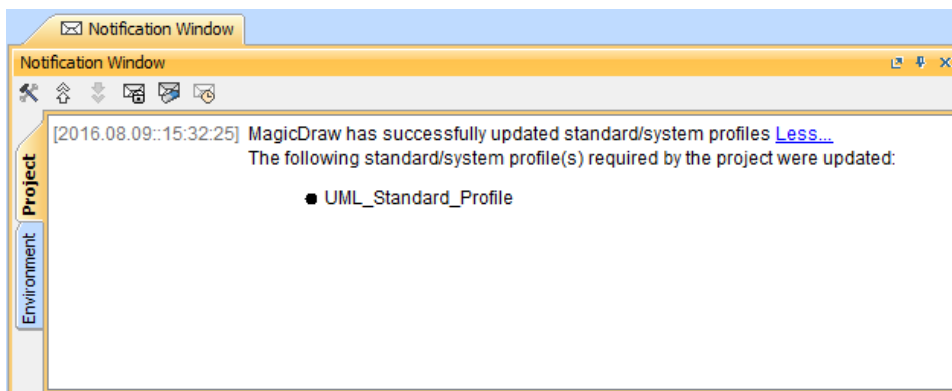 Notification Window
Notification Window
[2016.08.09::15:32:25] MagicDraw has successfully updated standard/system profiles Less...
The following standard/system profile(s) required by the project were updated:
● UML_Standard_Profile
Project
Environment